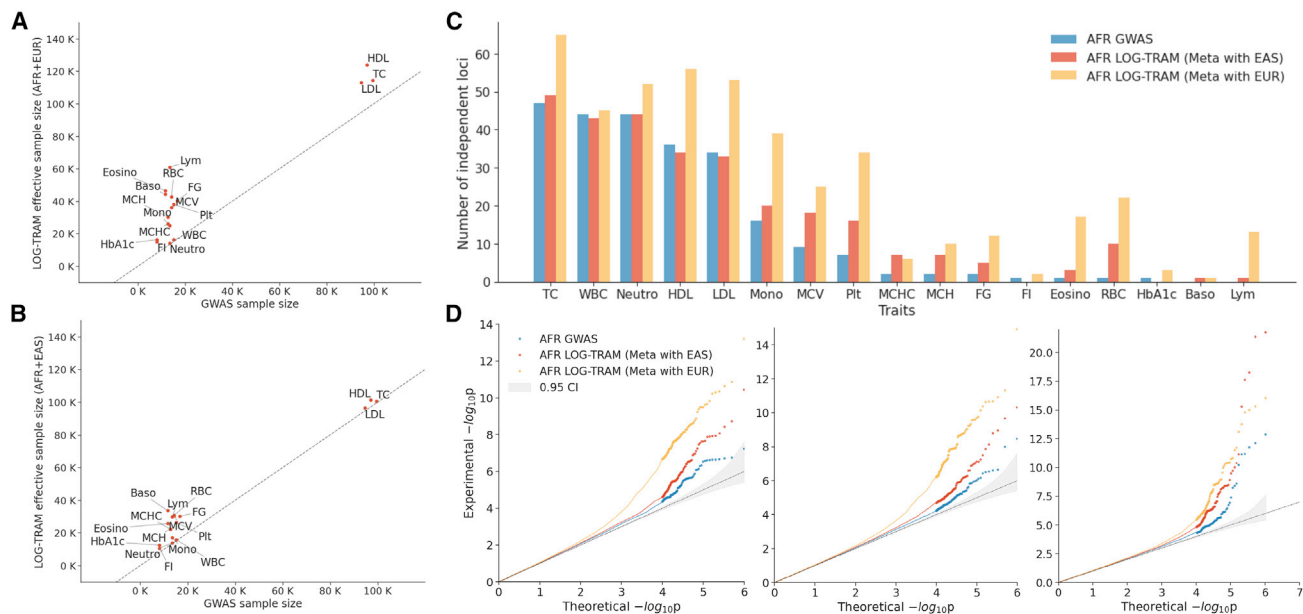 A
LOG-TRAM effective sample size (AFR+EUR)
140 K
120 K
100 K
80 K
60 K
40 K
20 K
0 K
HDL
TC
LDL
Lym
Eosino
RBC
Baso
FG
MCH
MCV
Mono
Plt
MCHC
WBC
HbA1c
FI
Neutro
0 K 20 K 40 K 60 K 80 K 100 K
GWAS sample size
B
LOG-TRAM effective sample size (AFR+EAS)
140 K
120 K
100 K
80 K
60 K
40 K
20 K
0 K
HDL
TC
LDL
Baso
Lym
RBC
MCHC
FG
Eosino
MCV
HbA1c
MCH
Plt
Neutro
Mono
WBC
FI
0 K 20 K 40 K 60 K 80 K 100 K
GWAS sample size
C
Number of independent loci
60
50
40
30
20
10
0
AFR GWAS
AFR LOG-TRAM (Meta with EAS)
AFR LOG-TRAM (Meta with EUR)
TC WBC Neutro HDL LDL Mono MCV Plt MCHC MCH FG FI Eosino RBC HbA1c Baso Lym
Traits
D
Experimental −log10p
14
12
10
8
6
4
2
0
AFR GWAS
AFR LOG-TRAM (Meta with EAS)
AFR LOG-TRAM (Meta with EUR)
0.95 CI
0 1 2 3 4 5 6
Theoretical −log10p
14
12
10
8
6
4
2
0
0 1 2 3 4 5 6
Theoretical −log10p
20.0
17.5
15.0
12.5
10.0
7.5
5.0
2.5
0.0
0 1 2 3 4 5 6 7
Theoretical −log10p